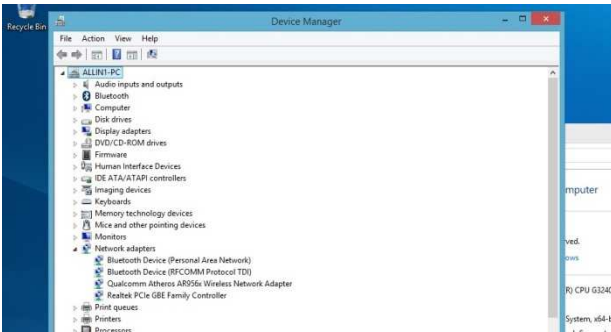 Recycle Bin
Device Manager
File Action View Help
ALLIN1-PC
Audio inputs and outputs
Bluetooth
Computer
Disk drives
Display adapters
DVD/CD-ROM drives
Firmware
Human Interface Devices
IDE ATA/ATAPI controllers
Imaging devices
Keyboards
Memory technology devices
Mice and other pointing devices
Monitors
Network adapters
Bluetooth Device (Personal Area Network)
Bluetooth Device (RFCOMM Protocol TDI)
Qualcomm Atheros AR956x Wireless Network Adapter
Realtek PCIe GBE Family Controller
Print queues
Printers
Processors
mputer
ved.
ows
R) CPU G3240
System, x64-b